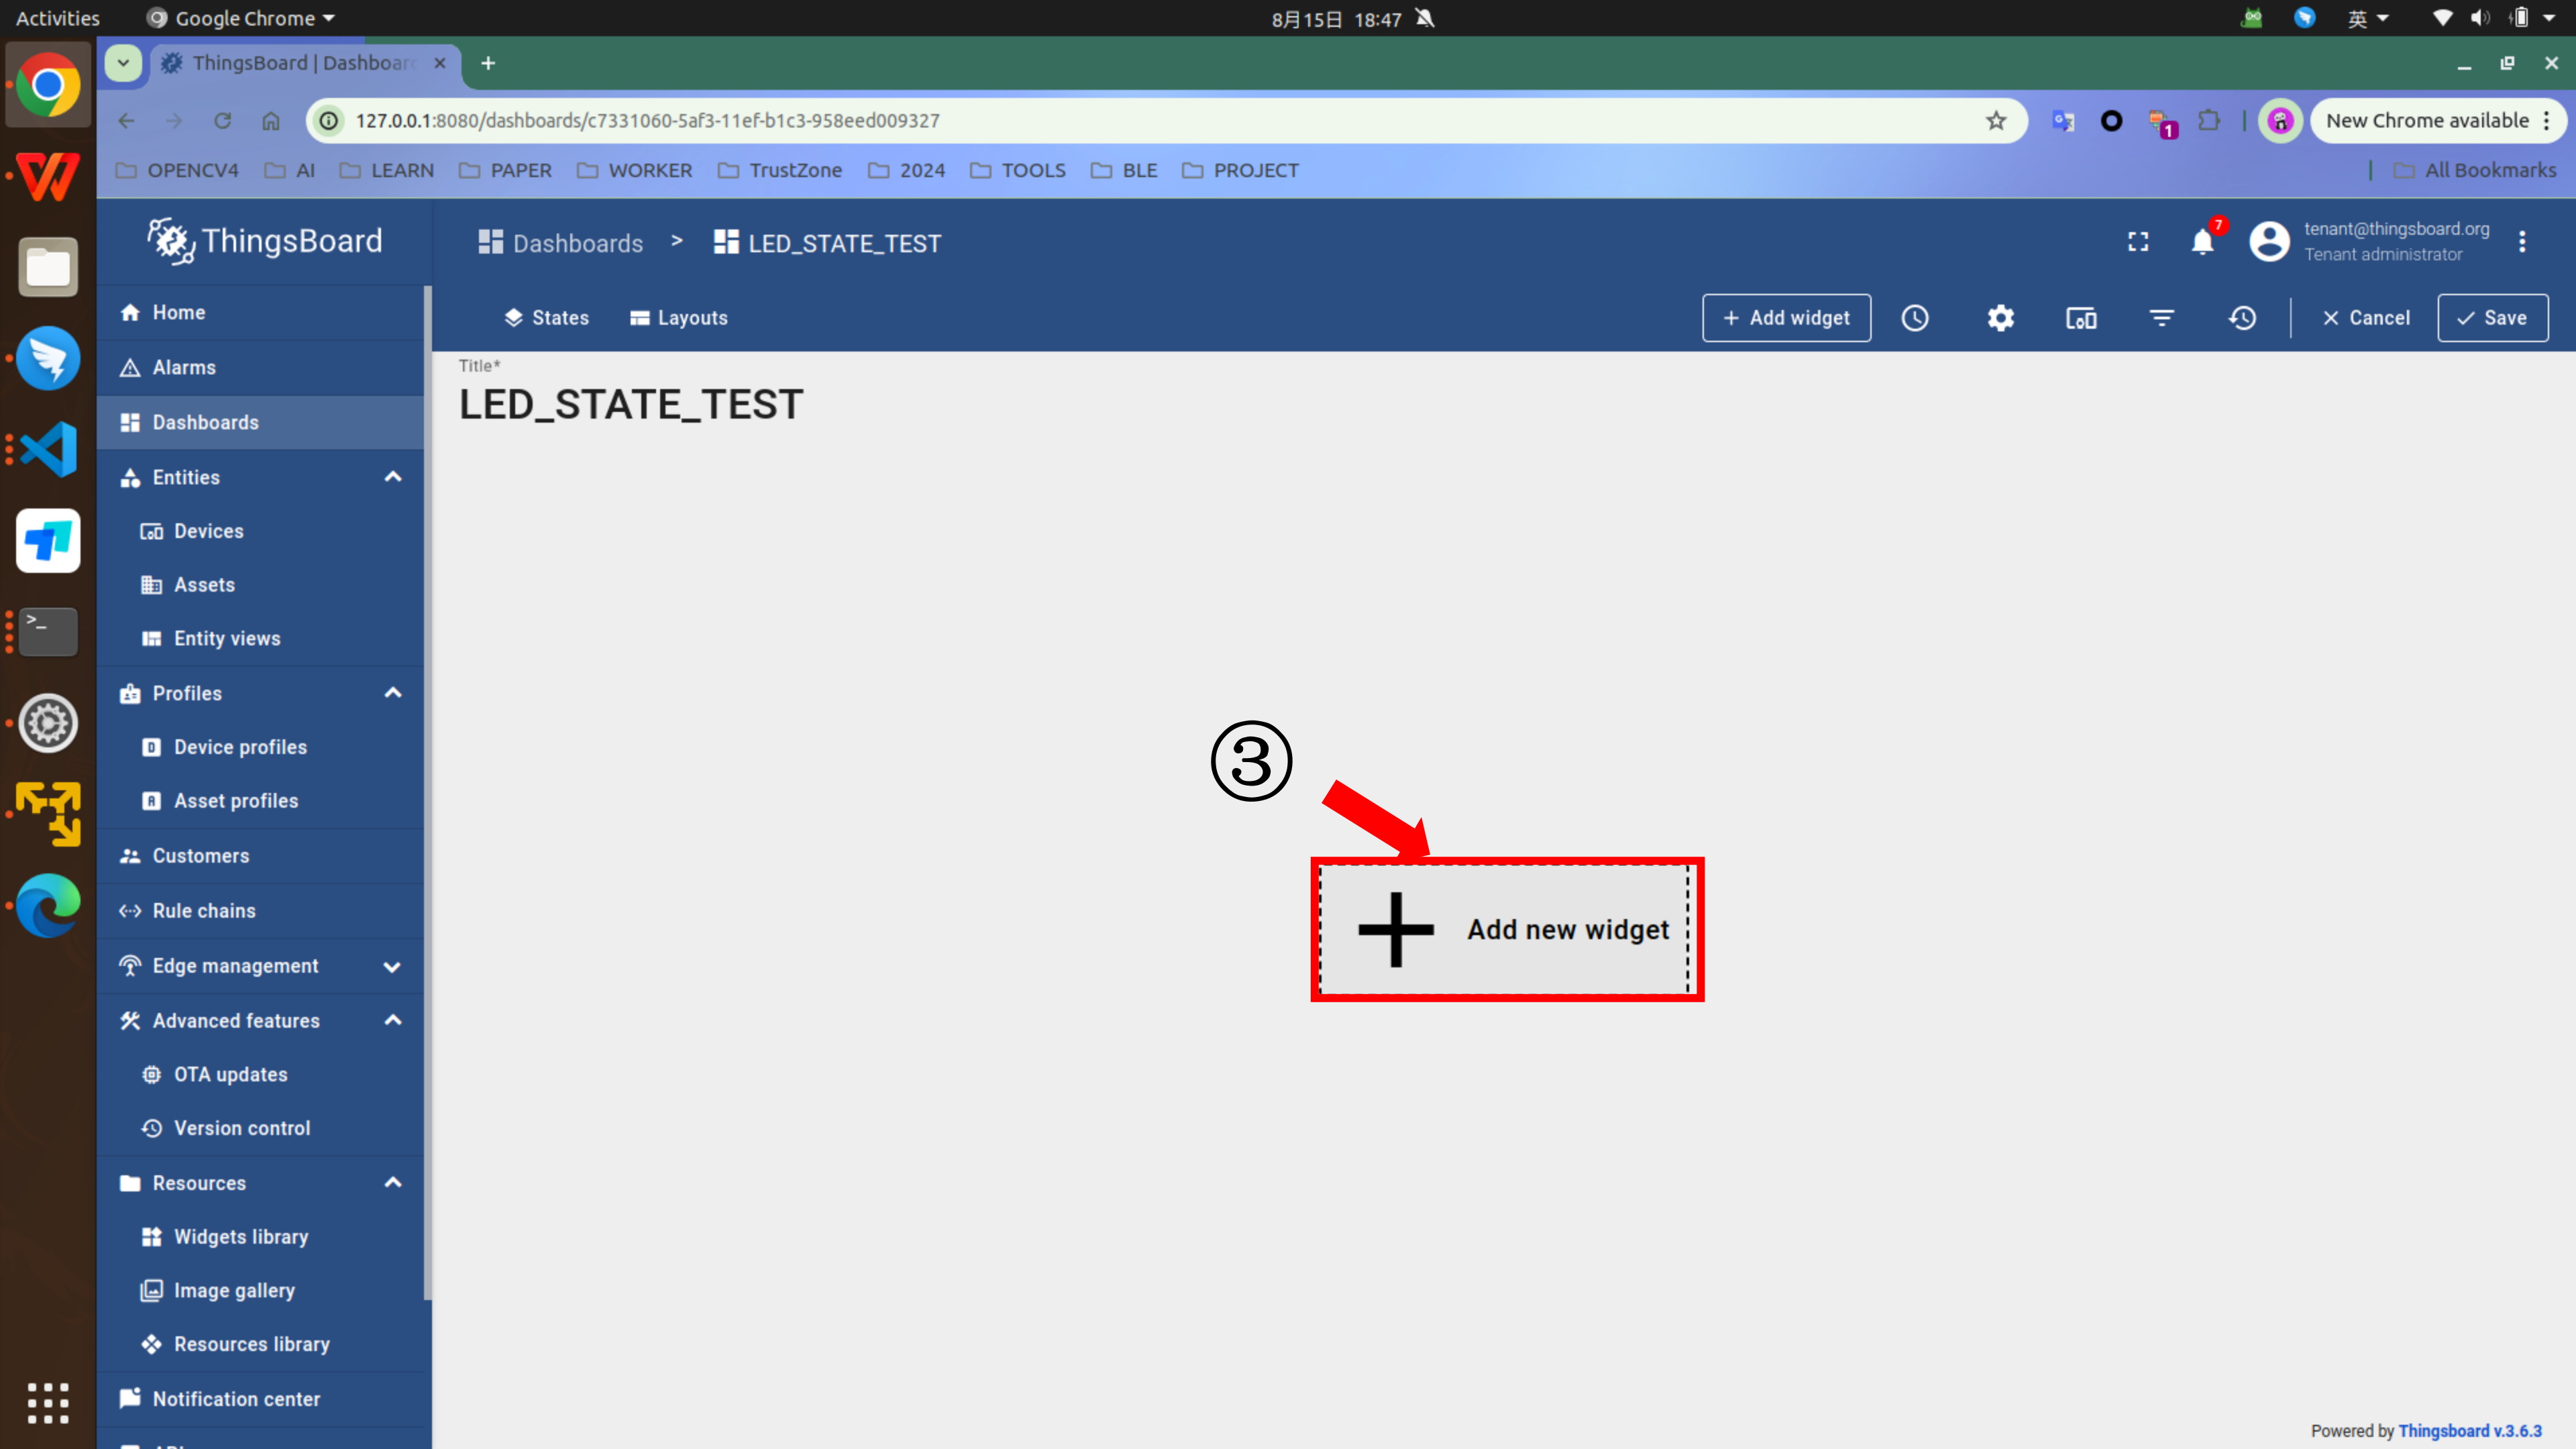 Activities
Google Chrome
8月15日 18:47
英
ThingsBoard | Dashboar
127.0.0.1:8080/dashboards/c7331060-5af3-11ef-b1c3-958eed009327
1
New Chrome available
OPENCV4
AI
LEARN
PAPER
WORKER
TrustZone
2024
TOOLS
BLE
PROJECT
All Bookmarks
ThingsBoard
Dashboards > LED_STATE_TEST
7
tenant@thingsboard.org
Tenant administrator
States
Layouts
+ Add widget
Cancel
Save
Home
Alarms
Dashboards
Entities
Devices
Assets
Entity views
Profiles
Device profiles
Asset profiles
Customers
Rule chains
Edge management
Advanced features
OTA updates
Version control
Resources
Widgets library
Image gallery
Resources library
Notification center
Title*
LED_STATE_TEST
③
Add new widget
Powered by Thingsboard v.3.6.3